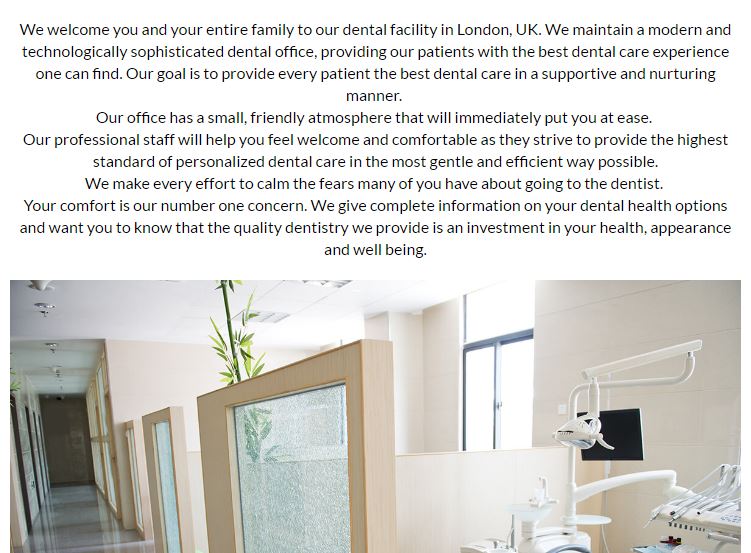 We welcome you and your entire family to our dental facility in London, UK. We maintain a modern and
technologically sophisticated dental office, providing our patients with the best dental care experience
one can find. Our goal is to provide every patient the best dental care in a supportive and nurturing
manner.
Our office has a small, friendly atmosphere that will immediately put you at ease.
Our professional staff will help you feel welcome and comfortable as they strive to provide the highest
standard of personalized dental care in the most gentle and efficient way possible.
We make every effort to calm the fears many of you have about going to the dentist.
Your comfort is our number one concern. We give complete information on your dental health options
and want you to know that the quality dentistry we provide is an investment in your health, appearance
and well being.